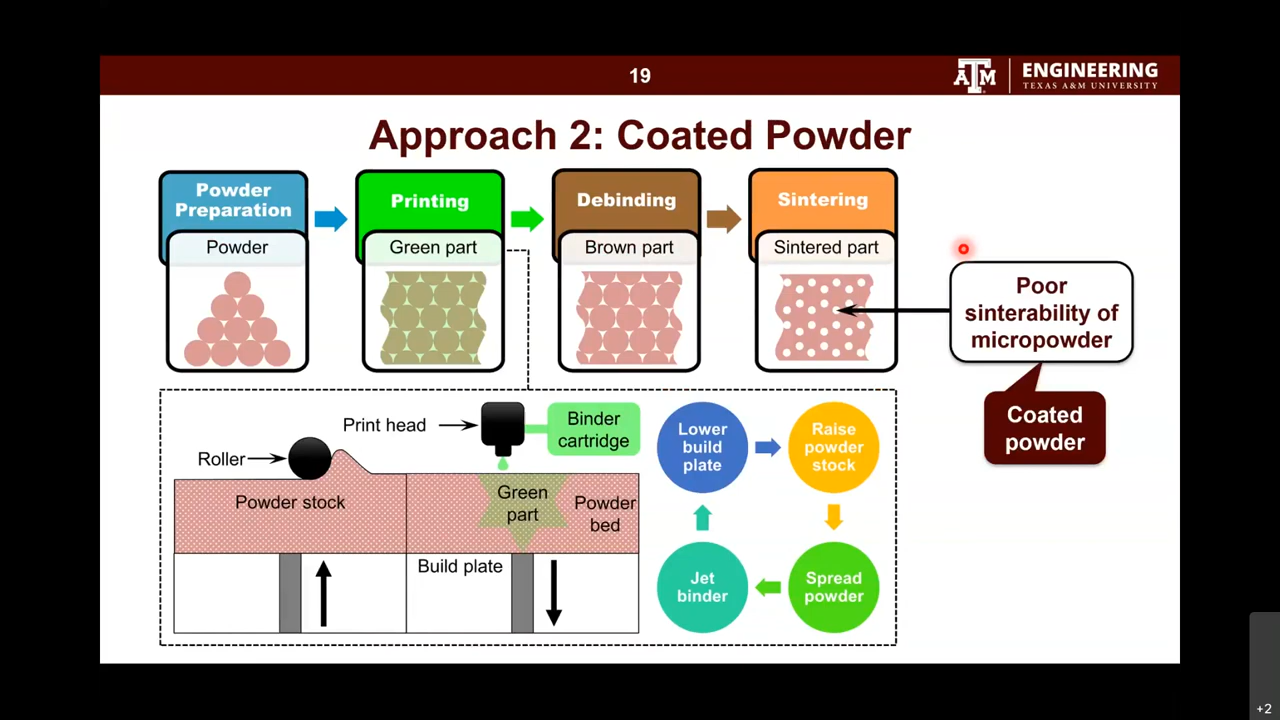 19
ENGINEERING
TEXAS A&M UNIVERSITY
Approach 2: Coated Powder
Powder
Preparation
Powder
Printing
Green part
Debinding
Brown part
Sintering
Sintered part
Poor
sinterability of
micropowder
Coated
powder
Print head
Binder
cartridge
Roller
Powder stock
Green
part
Powder
bed
Build plate
Lower
build
plate
Raise
powder
stock
Jet
binder
Spread
powder
+2